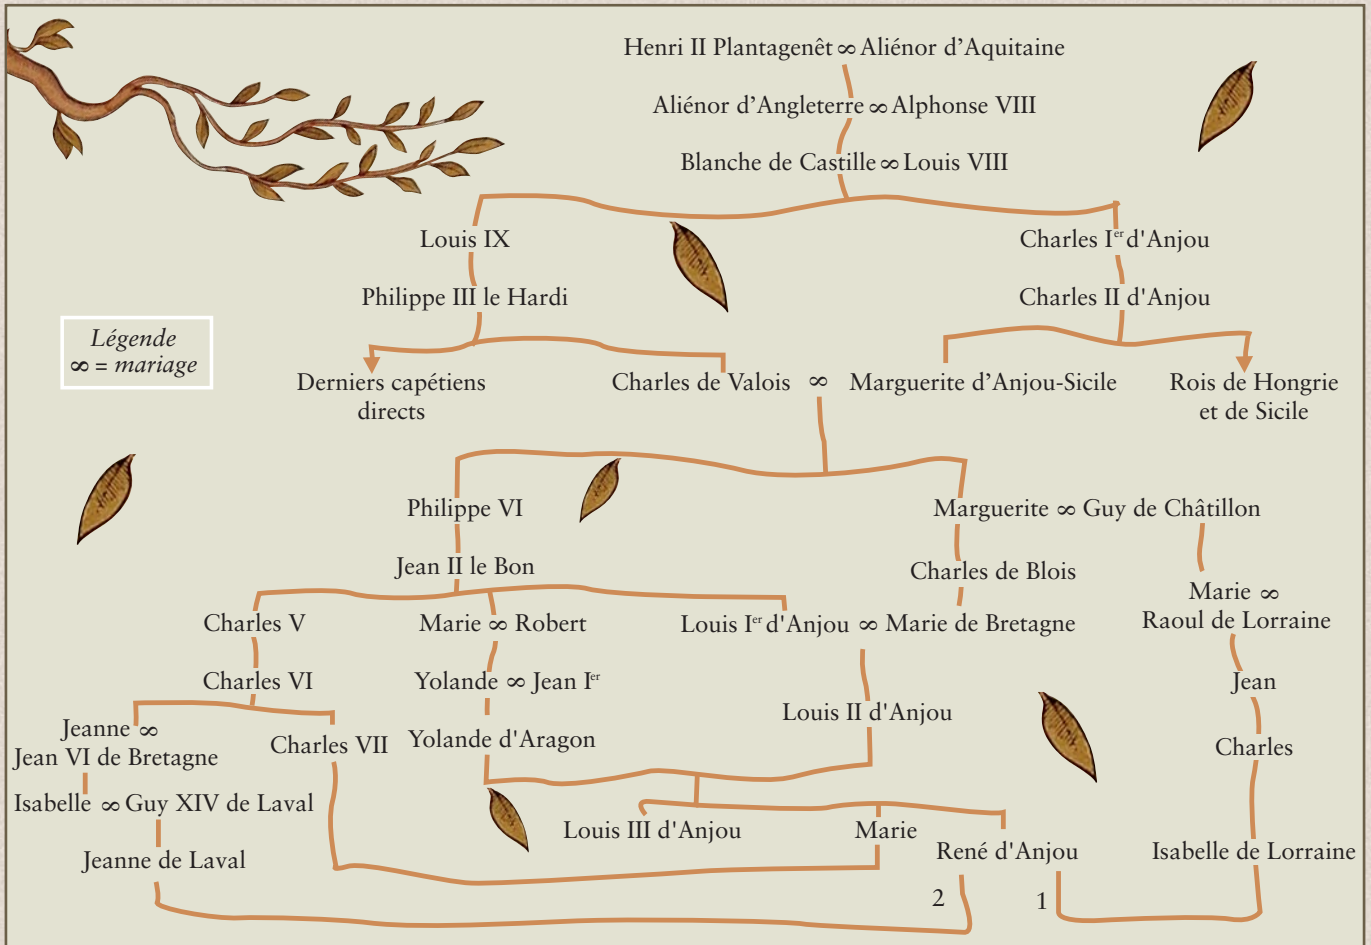 Henri II Plantagenêt ∞ Aliénor d’Aquitaine
Aliénor d’Angleterre ∞ Alphonse VIII
Blanche de Castille ∞ Louis VIII
Louis IX
Charles Ier d'Anjou
Philippe III le Hardi
Charles II d'Anjou
Légende
∞ = mariage
Derniers capétiens
directs
Charles de Valois ∞ Marguerite d’Anjou-Sicile
Rois de Hongrie
et de Sicile
Philippe VI
Marguerite ∞ Guy de Châtillon
Jean II le Bon
Charles de Blois
Marie ∞
Raoul de Lorraine
Charles V
Marie ∞ Robert
Louis Ier d'Anjou ∞ Marie de Bretagne
Charles VI
Yolande ∞ Jean Ier
Jean
Louis II d'Anjou
Jeanne ∞
Jean VI de Bretagne
Charles VII
Yolande d'Aragon
Charles
Isabelle ∞ Guy XIV de Laval
Louis III d'Anjou
Marie
Jeanne de Laval
René d'Anjou
Isabelle de Lorraine
2
1